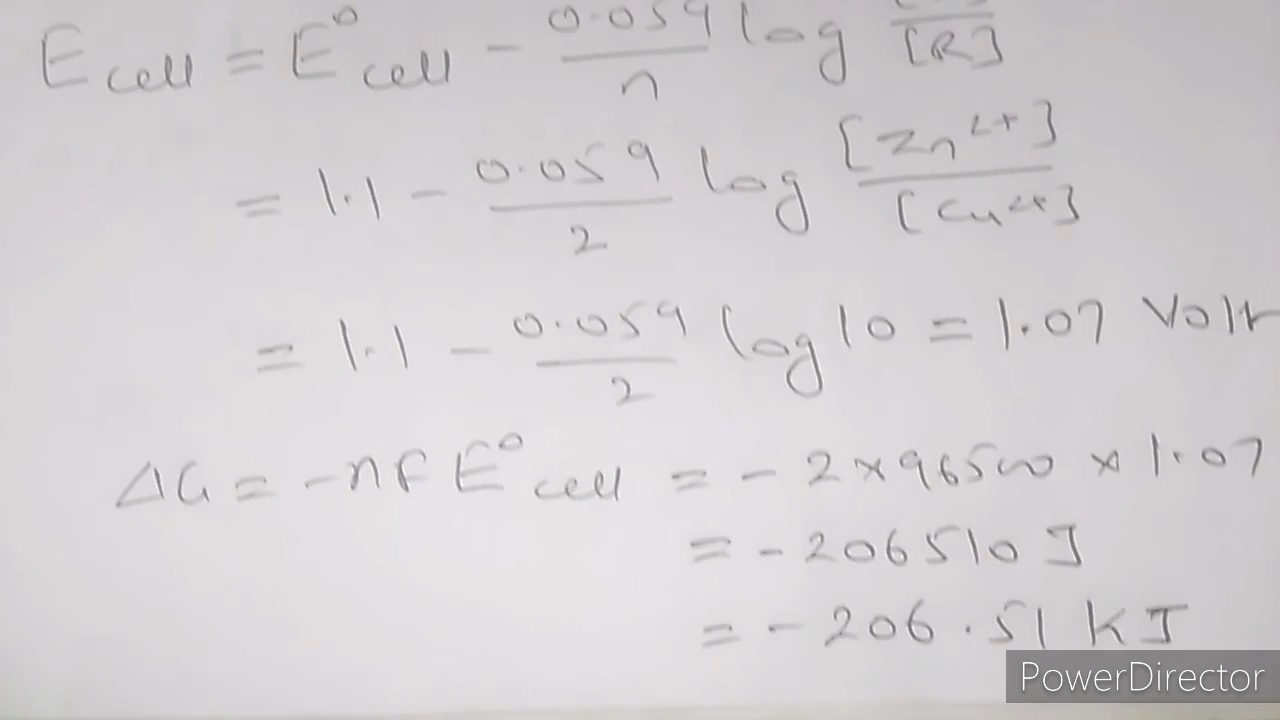 E cell = E° cell - 0.059/n log /[R]
= 1.1 - 0.059/2 log [Zn2+]/[Cu2+]
= 1.1 - 0.059/2 log 10 = 1.07 Volt
ΔG = -nFE° cell = - 2×96500 × 1.07
= - 206510 J
= - 206.51 KJ
PowerDirector